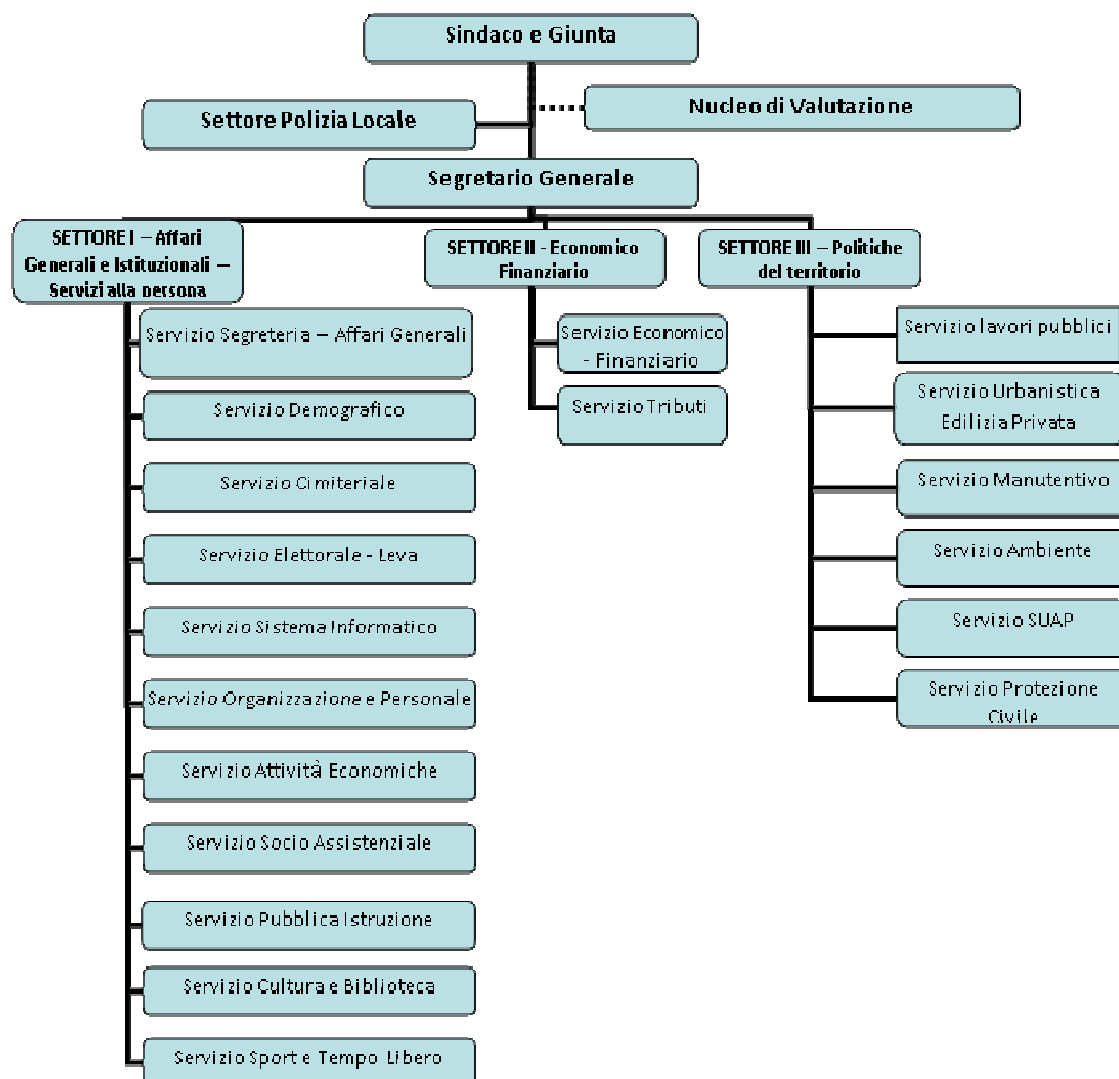 Sindaco e Giunta
Nucleo di Valutazione
Settore Polizia Locale
Segretario Generale
SETTORE I – Affari
Generali e Istituzionali –
Servizi alla persona
SETTORE II - Economico
Finanziario
SETTORE III – Politiche
del territorio
Servizio Segreteria – Affari Generali
Servizio Demografico
Servizio Cimiteriale
Servizio Elettorale - Leva
Servizio Sistema Informatico
Servizio Organizzazione e Personale
Servizio Attività Economiche
Servizio Socio Assistenziale
Servizio Pubblica Istruzione
Servizio Cultura e Biblioteca
Servizio Sport e Tempo Libero
Servizio Economico
- Finanziario
Servizio Tributi
Servizio lavori pubblici
Servizio Urbanistica
Edilizia Privata
Servizio Manutentivo
Servizio Ambiente
Servizio SUAP
Servizio Protezione
Civile